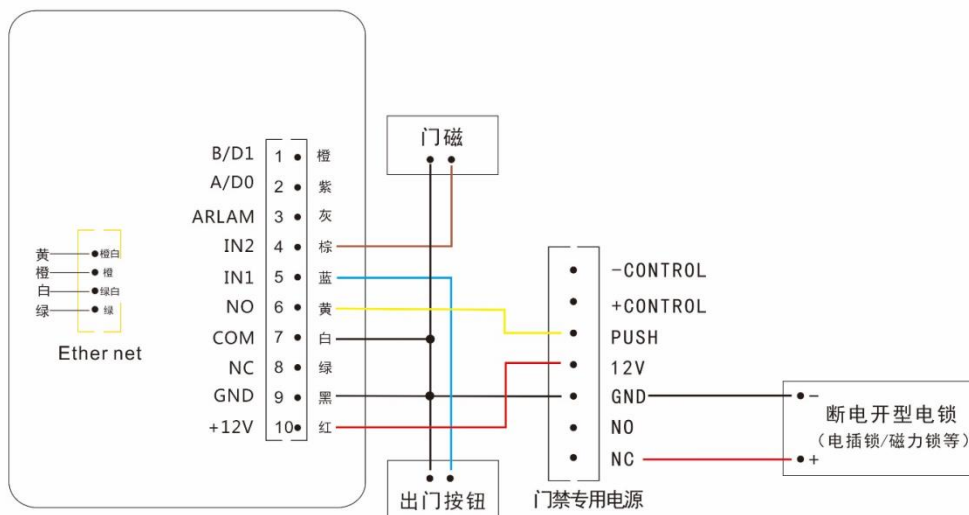 门磁
B/D1 1 橙
A/D0 2 紫
ARLAM 3 灰
IN2 4 棕
IN1 5 蓝
NO 6 黄
COM 7 白
NC 8 绿
GND 9 黑
+12V 10 红
黄 橙白
橙 橙
白 绿白
绿 绿
Ether net
-CONTROL
+CONTROL
PUSH
12V
GND
NO
NC
门禁专用电源
出门按钮
-
断电开型电锁
（电插锁/磁力锁等）
+